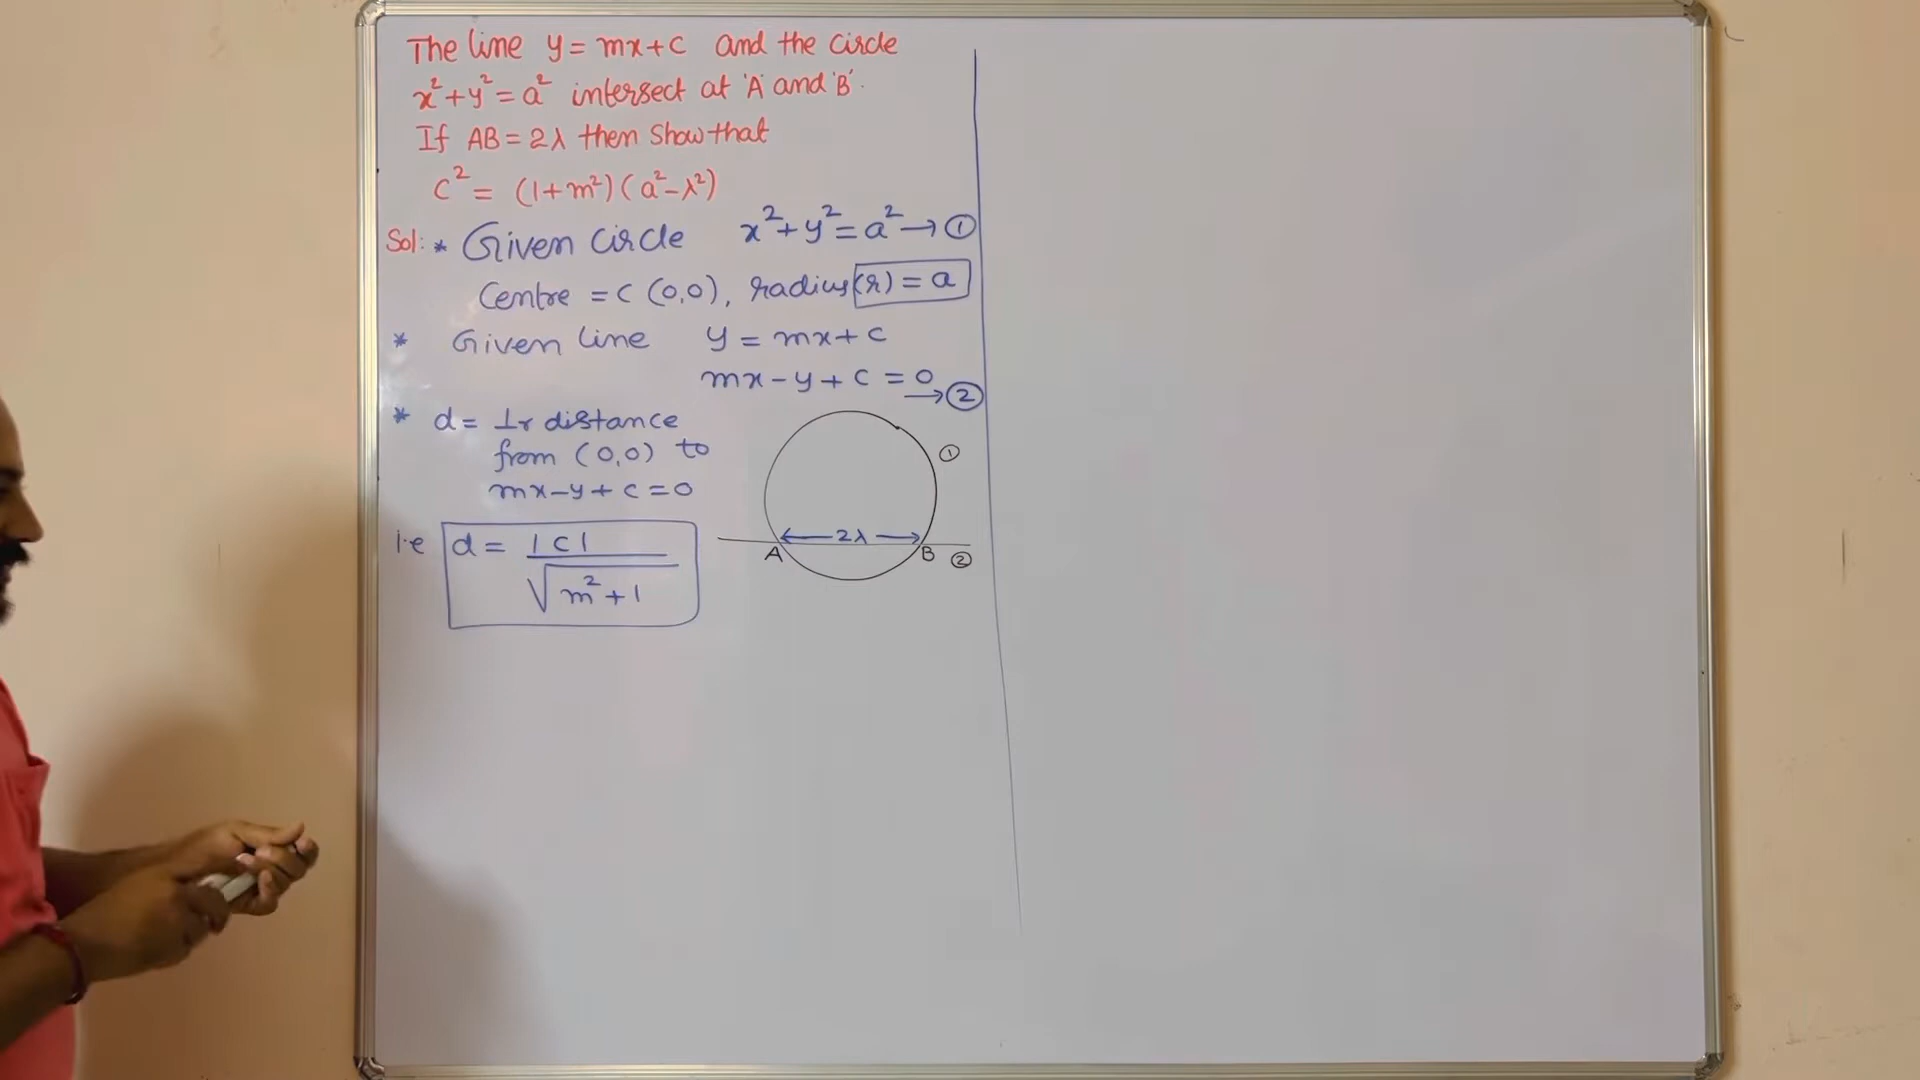 The line y = mx+c and the circle
x²+y² = a² intersect at 'A' and 'B'.
If AB = 2λ then Show that
c² = (1+m²)(a²-λ²)
Sol: * Given Circle x²+y² = a² → ①
Centre = C (0,0), radius(r) = a
* Given line y = mx+c
mx-y+c = 0 → ②
* d = ⊥r distance
from (0,0) to
mx-y+c = 0
i.e d = |c| / √(m²+1)
①
2λ
A B ②